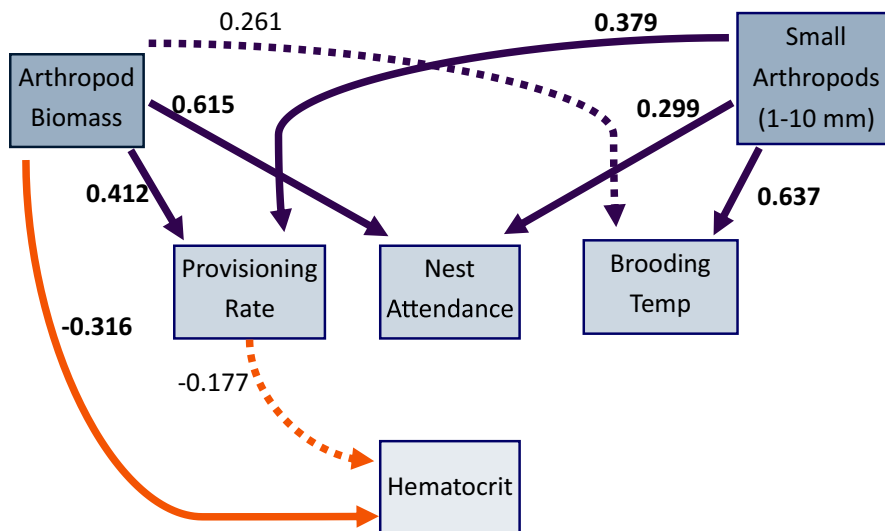 0.261
0.379
Arthropod
Biomass
Small
Arthropods
(1-10 mm)
0.615
0.299
0.412
0.637
Provisioning
Rate
Nest
Attendance
Brooding
Temp
-0.316
-0.177
Hematocrit